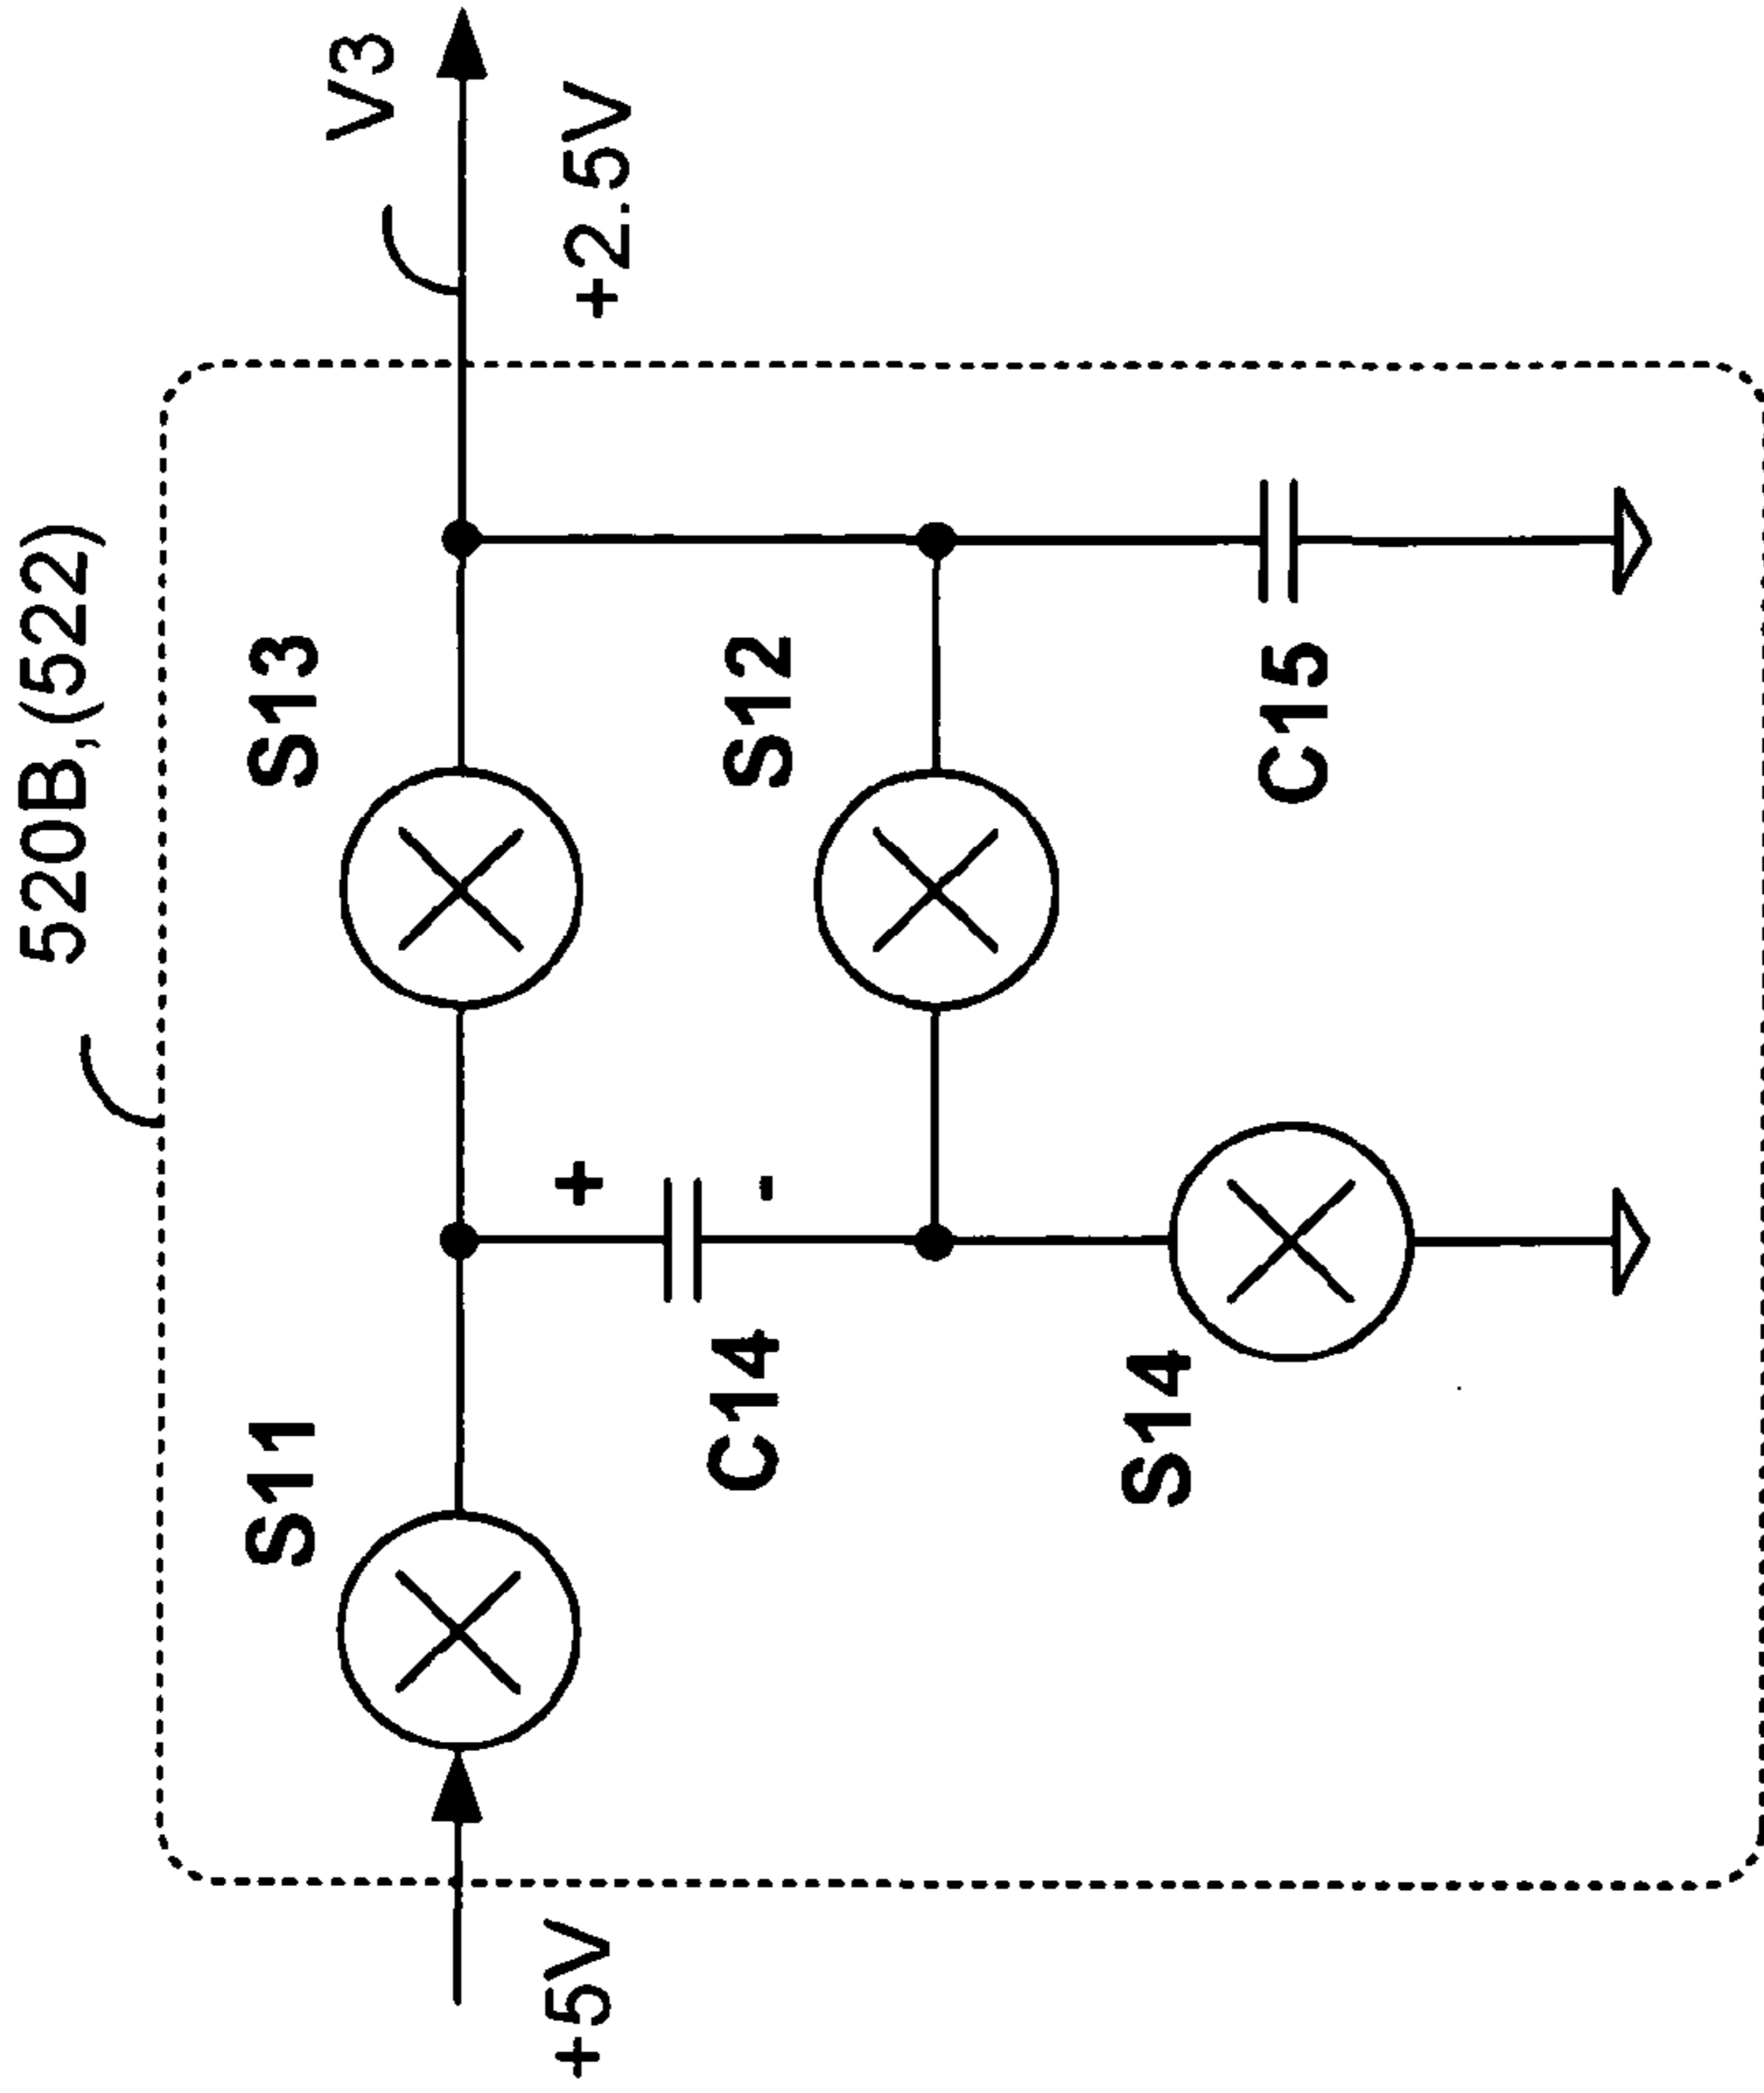 520B,(522)
S11
S13
V3
+5V
+
+2.5V
C14
-
S12
S14
C15